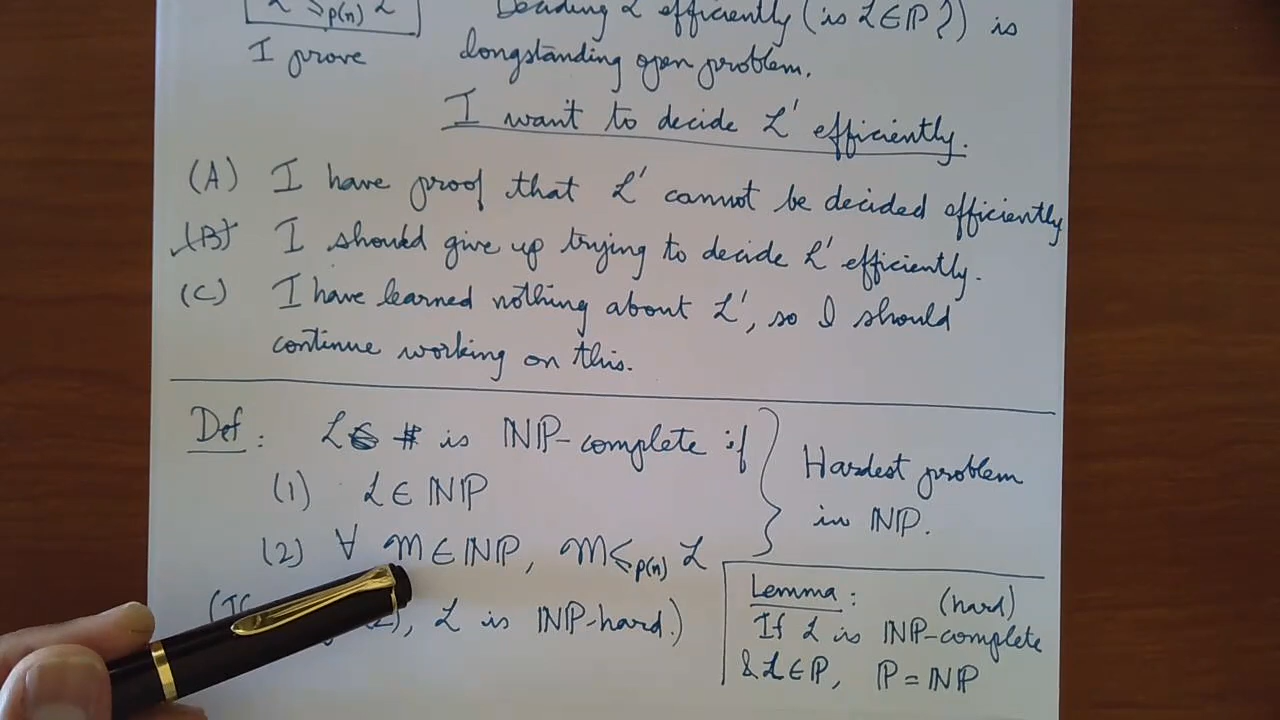 L ≤p(n) L Deciding L efficiently (is L∈P?) is
I prove longstanding open problem.
I want to decide L' efficiently.
(A) I have proof that L' cannot be decided efficiently
(B) I should give up trying to decide L' efficiently.
(C) I have learned nothing about L', so I should
continue working on this.
Def: L is NP-complete if
(1) L ∈ NP
(2) ∀ M ∈ NP, M ≤p(n) L
L is NP-hard.)
Hardest problem
in NP.
Lemma: (hard)
If L is NP-complete
& L∈P, P = NP